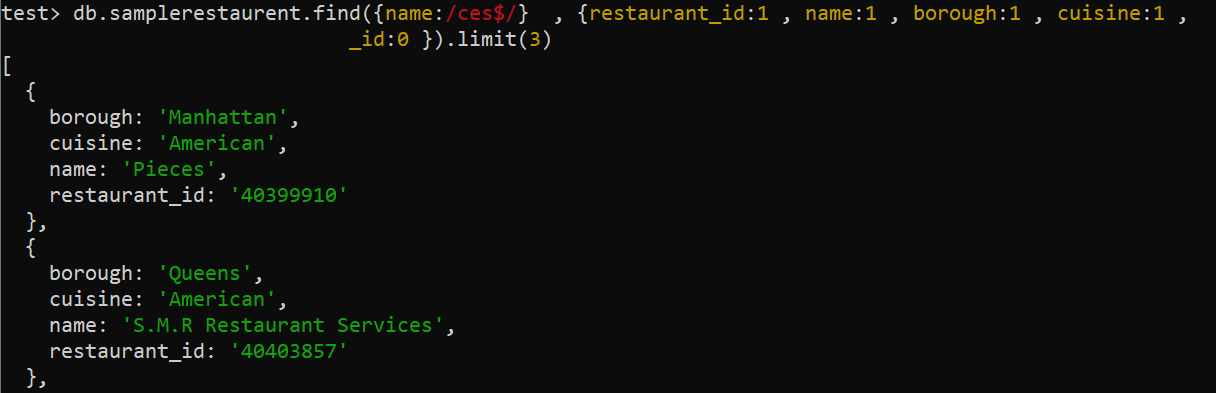 test> db.samplerestaurent.find({name:/ces$/}  , {restaurant_id:1 , name:1 , borough:1 , cuisine:1 ,
_id:0 }).limit(3)
[
{
borough: 'Manhattan',
cuisine: 'American',
name: 'Pieces',
restaurant_id: '40399910'
},
{
borough: 'Queens',
cuisine: 'American',
name: 'S.M.R Restaurant Services',
restaurant_id: '40403857'
},